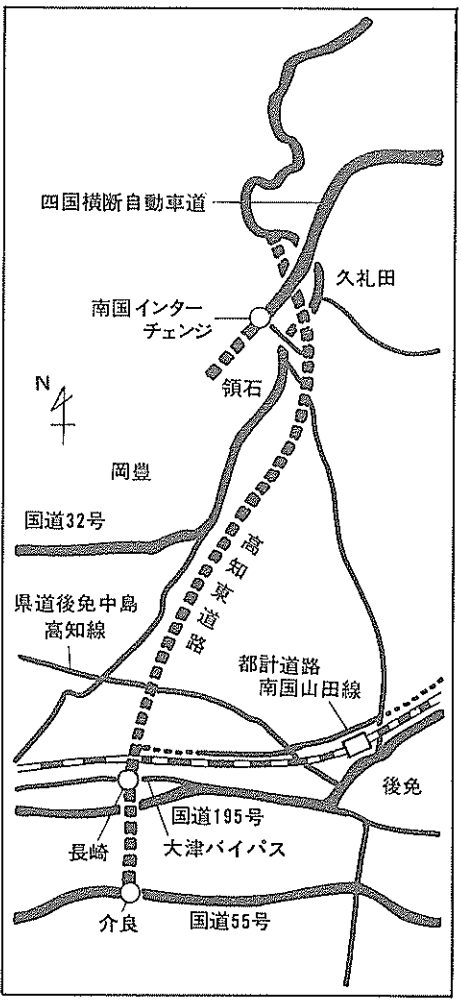 四国横断自動車道
久礼田
南国インター
チェンジ
N
領石
岡豊
国道32号
高知東道路
県道後免中島
高知線
都計道路
南国山田線
後免
国道195号
長崎
大津バイパス
介良
国道55号